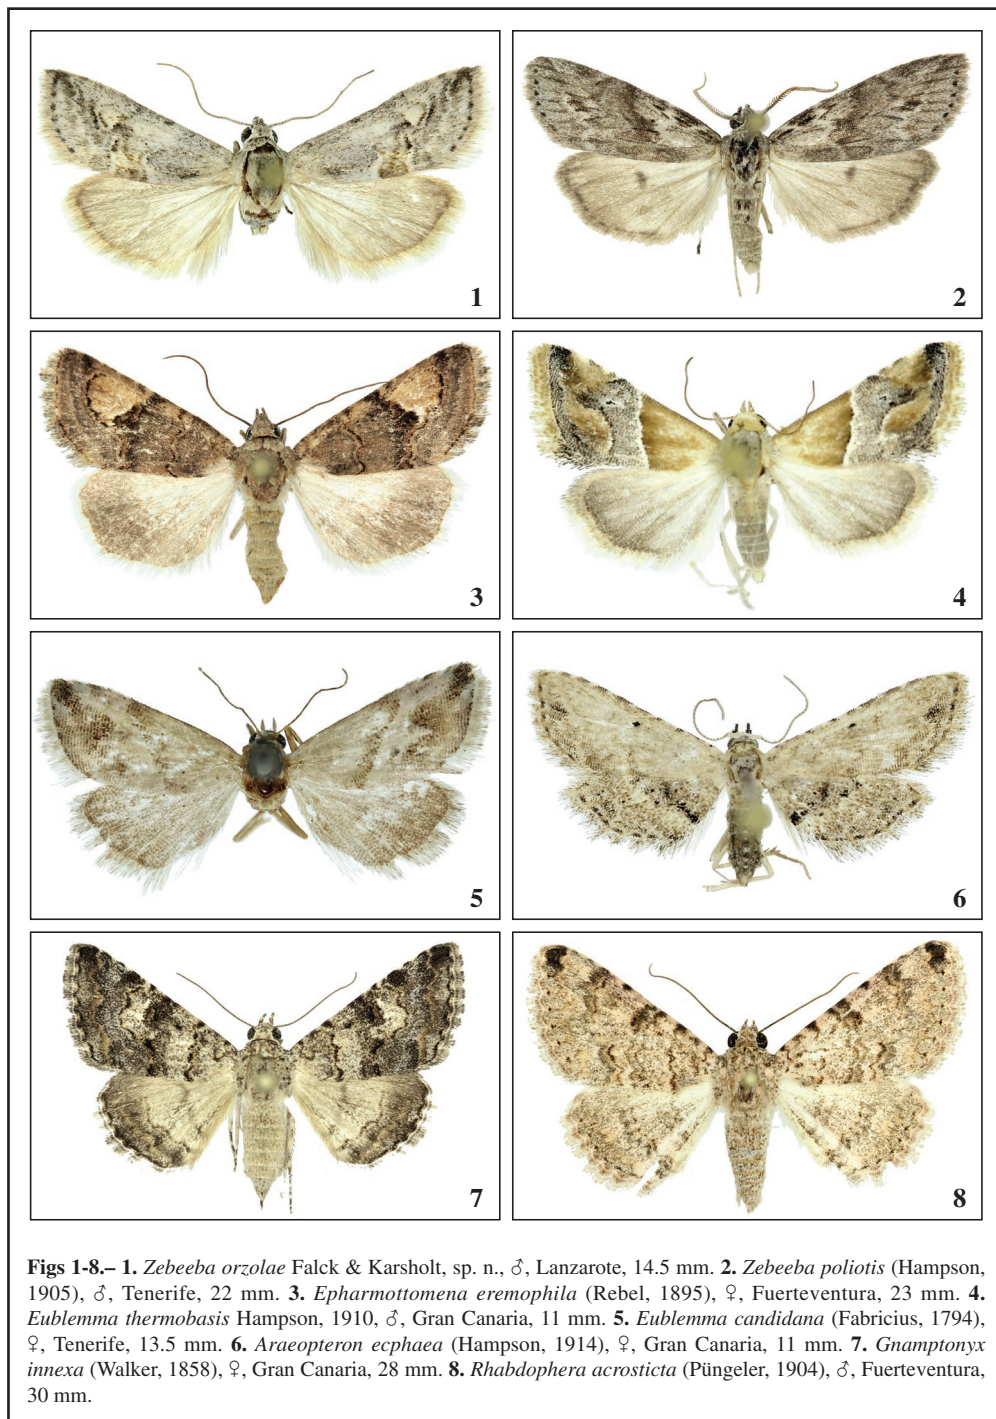 1
2
3
4
5
6
7
8
Figs 1-8.– 1. Zebeeba orzolae Falck & Karsholt, sp. n., ♂, Lanzarote, 14.5 mm. 2. Zebeeba poliotis (Hampson,
1905), ♂, Tenerife, 22 mm. 3. Epharmottomena eremophila (Rebel, 1895), ♀, Fuerteventura, 23 mm. 4.
Eublemma thermobasis Hampson, 1910, ♂, Gran Canaria, 11 mm. 5. Eublemma candidana (Fabricius, 1794),
♀, Tenerife, 13.5 mm. 6. Araeopteron ecphaea (Hampson, 1914), ♀, Gran Canaria, 11 mm. 7. Gnamptonyx
innexa (Walker, 1858), ♀, Gran Canaria, 28 mm. 8. Rhabdophera acrosticta (Püngeler, 1904), ♂, Fuerteventura,
30 mm.